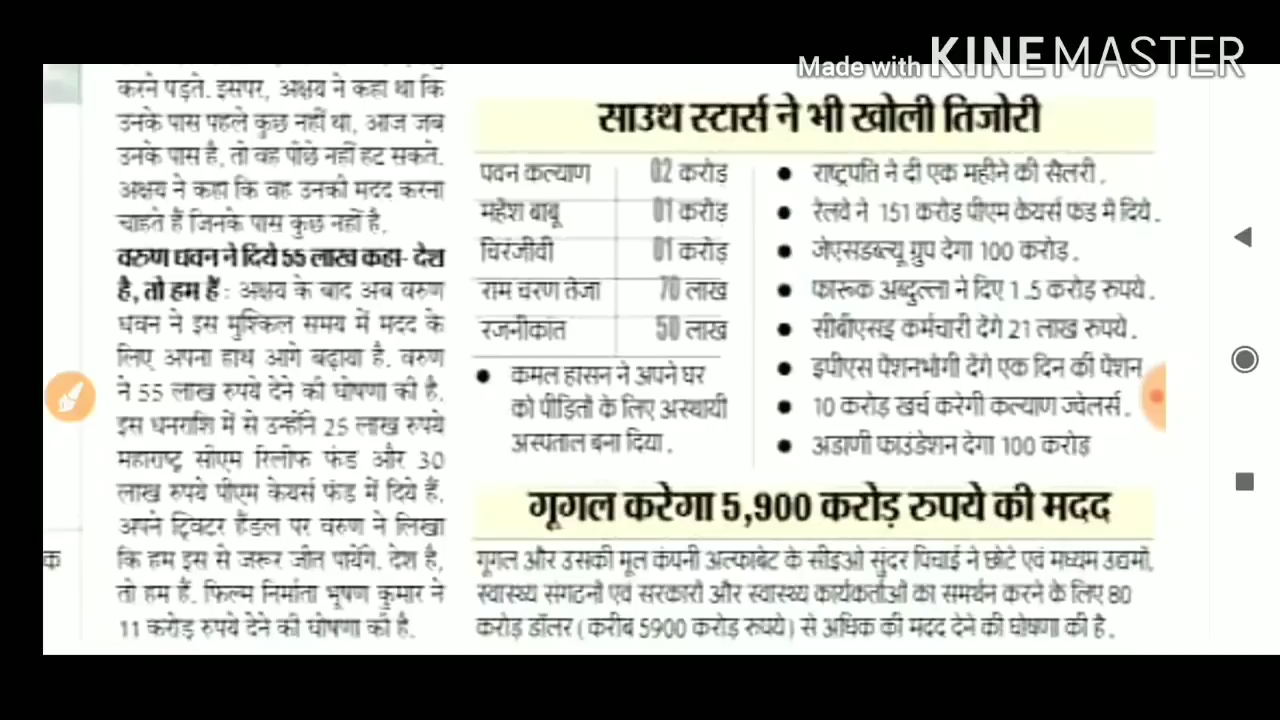 Made with KINEMASTER
करने पड़ते. इसपर, अक्षय ने कहा था कि
उनके पास पहले कुछ नहीं था, आज जब
उनके पास है, तो वह पीछे नहीं हट सकते.
अक्षय ने कहा कि वह उनकी मदद करना
चाहते हैं जिनके पास कुछ नहीं है.
वरुण धवन ने दिये 55 लाख कहा- देश
है, तो हम हैं : अक्षय के बाद अब वरुण
धवन ने इस मुश्किल समय में मदद के
लिए अपना हाथ आगे बढ़ाया है. वरुण
ने 55 लाख रुपये देने की घोषणा की है.
इस धनराशि में से उन्होंने 25 लाख रुपये
महाराष्ट्र सीएम रिलीफ फंड और 30
लाख रुपये पीएम केयर्स फंड में दिये हैं.
अपने ट्विटर हैंडल पर वरुण ने लिखा
कि हम इस से जरूर जीत पायेंगे. देश है,
तो हम हैं. फिल्म निर्माता भूषण कुमार ने
11 करोड़ रुपये देने की घोषणा की है.
क
साउथ स्टार्स ने भी खोली तिजोरी
पवन कल्याण 02 करोड़
महेश बाबू 01 करोड़
चिरंजीवी 01 करोड़
राम चरण तेजा 70 लाख
रजनीकांत 50 लाख
● कमल हासन ने अपने घर
को पीड़ितों के लिए अस्थायी
अस्पताल बना दिया.
● राष्ट्रपति ने दी एक महीने की सैलरी.
● रेलवे ने 151 करोड़ पीएम केयर्स फंड में दिये.
● जेएसडब्ल्यू ग्रुप देगा 100 करोड़.
● फारूक अब्दुल्ला ने दिए 1.5 करोड़ रुपये.
● सीबीएसइ कर्मचारी देंगे 21 लाख रुपये.
● इपीएस पेंशनभोगी देंगे एक दिन की पेंशन
● 10 करोड़ खर्च करेगी कल्याण ज्वेलर्स.
● अडाणी फाउंडेशन देगा 100 करोड़
गूगल करेगा 5,900 करोड़ रुपये की मदद
गूगल और उसकी मूल कंपनी अल्फाबेट के सीइओ सुंदर पिचाई ने छोटे एवं मध्यम उद्यमों,
स्वास्थ्य संगठनों एवं सरकारों और स्वास्थ्य कार्यकर्ताओं का समर्थन करने के लिए 80
करोड़ डॉलर (करीब 5900 करोड़ रुपये) से अधिक की मदद देने की घोषणा की है.